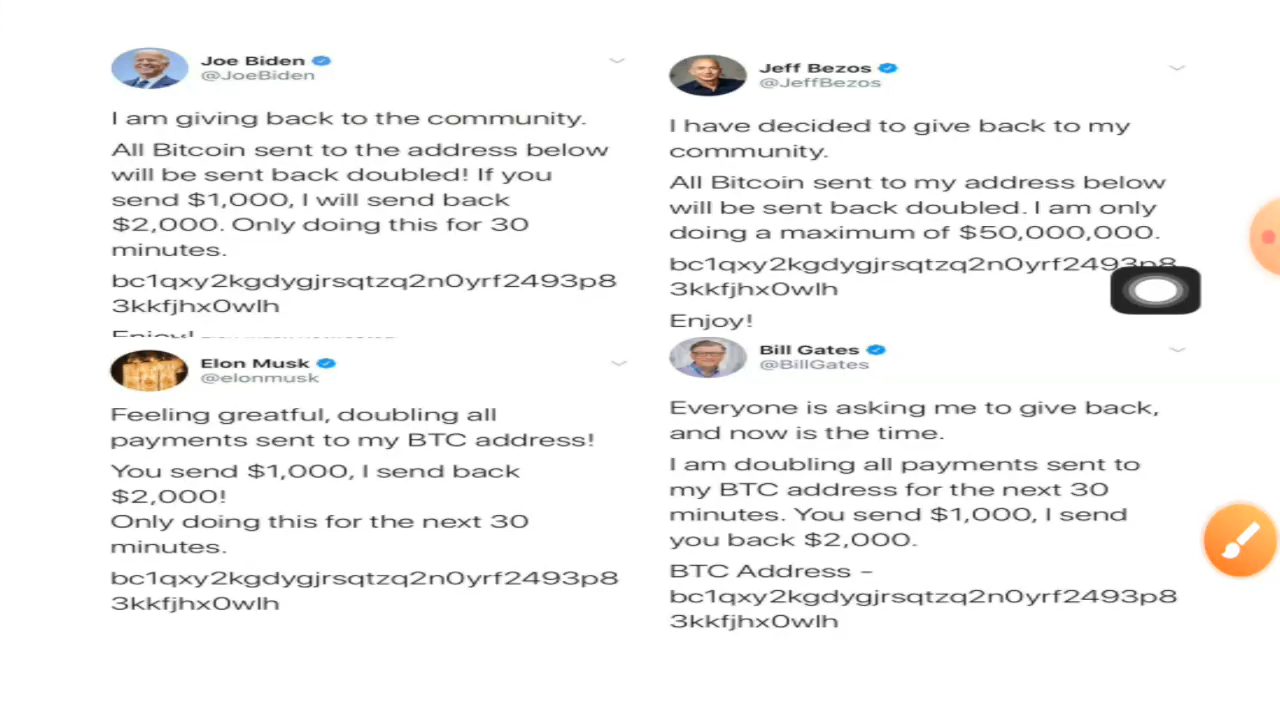 Joe Biden
@JoeBiden
I am giving back to the community.
All Bitcoin sent to the address below
will be sent back doubled! If you
send $1,000, I will send back
$2,000. Only doing this for 30
minutes.
bc1qxy2kgdygjrsqtzq2n0yrf2493p8
3kkfjhx0wlh
Enjoy!
Jeff Bezos
@JeffBezos
I have decided to give back to my
community.
All Bitcoin sent to my address below
will be sent back doubled. I am only
doing a maximum of $50,000,000.
bc1qxy2kgdygjrsqtzq2n0yrf2493p8
3kkfjhx0wlh
Enjoy!
Elon Musk
@elonmusk
Feeling greatful, doubling all
payments sent to my BTC address!
You send $1,000, I send back
$2,000!
Only doing this for the next 30
minutes.
bc1qxy2kgdygjrsqtzq2n0yrf2493p8
3kkfjhx0wlh
Bill Gates
@BillGates
Everyone is asking me to give back,
and now is the time.
I am doubling all payments sent to
my BTC address for the next 30
minutes. You send $1,000, I send
you back $2,000.
BTC Address -
bc1qxy2kgdygjrsqtzq2n0yrf2493p8
3kkfjhx0wlh